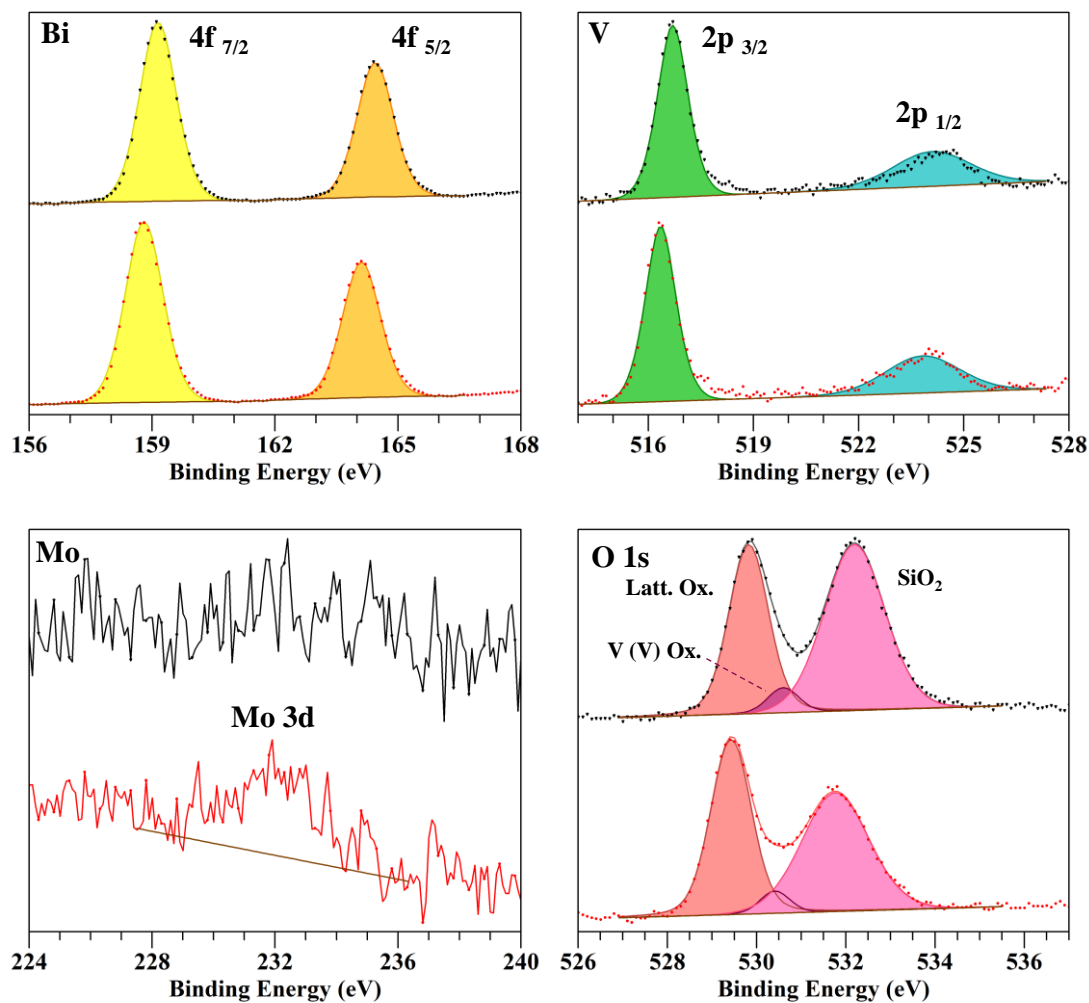 Bi
4f 7/2
4f 5/2
156 159 162 165 168
Binding Energy (eV)
V
2p 3/2
2p 1/2
516 519 522 525 528
Binding Energy (eV)
Mo
Mo 3d
224 228 232 236 240
Binding Energy (eV)
O 1s
Latt. Ox.
SiO₂
V (V) Ox.
526 528 530 532 534 536
Binding Energy (eV)